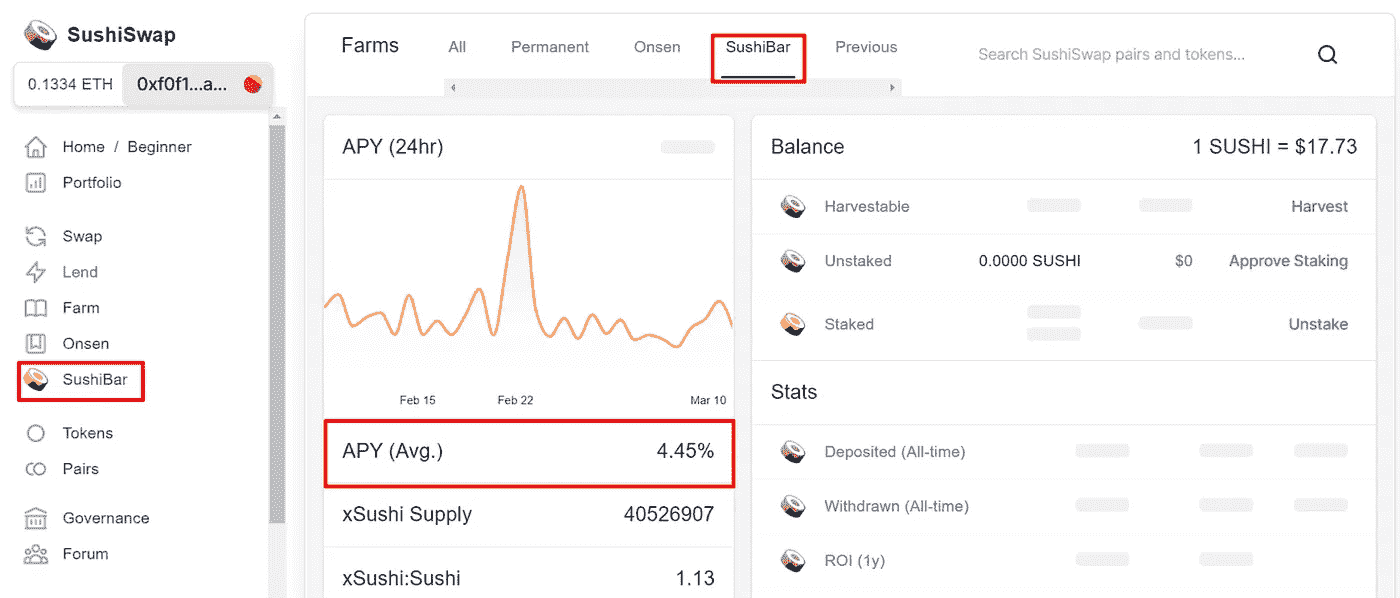 SushiSwap
0.1334 ETH 0xf0f1...a...
Home / Beginner
Portfolio
Swap
Lend
Farm
Onsen
SushiBar
Tokens
Pairs
Governance
Forum
Farms All Permanent Onsen SushiBar Previous Search SushiSwap pairs and tokens...
APY (24hr)
Feb 15 Feb 22 Mar 10
APY (Avg.) 4.45%
xSushi Supply 40526907
xSushi:Sushi 1.13
Balance 1 SUSHI = $17.73
Harvestable Harvest
Unstaked 0.0000 SUSHI $0 Approve Staking
Staked Unstake
Stats
Deposited (All-time)
Withdrawn (All-time)
ROI (1y)